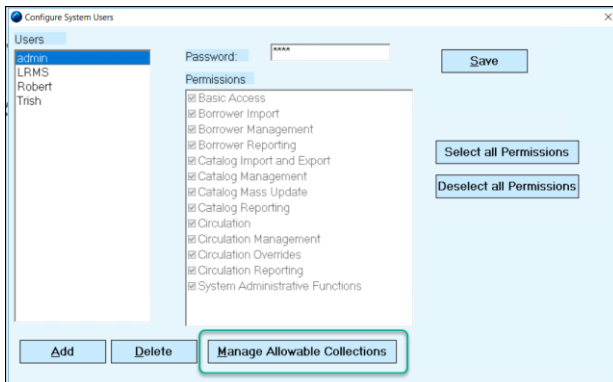 Configure System Users
Users
admin
LRMS
Robert
Trish
Password: ****
Permissions
Basic Access
Borrower Import
Borrower Management
Borrower Reporting
Catalog Import and Export
Catalog Management
Catalog Mass Update
Catalog Reporting
Circulation
Circulation Management
Circulation Overrides
Circulation Reporting
System Administrative Functions
Save
Select all Permissions
Deselect all Permissions
Add Delete Manage Allowable Collections